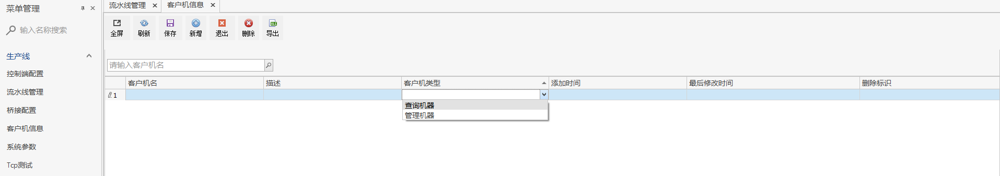 菜单管理
流水线管理
客户机信息
输入名称搜索
全屏
刷新
保存
新增
退出
删除
导出
生产线
控制端配置
流水线管理
桥接配置
客户机信息
系统参数
Tcp测试
请输入客户机名
客户机名 描述 客户机类型 添加时间 最后修改时间 删除标识
1
查询机器
管理机器